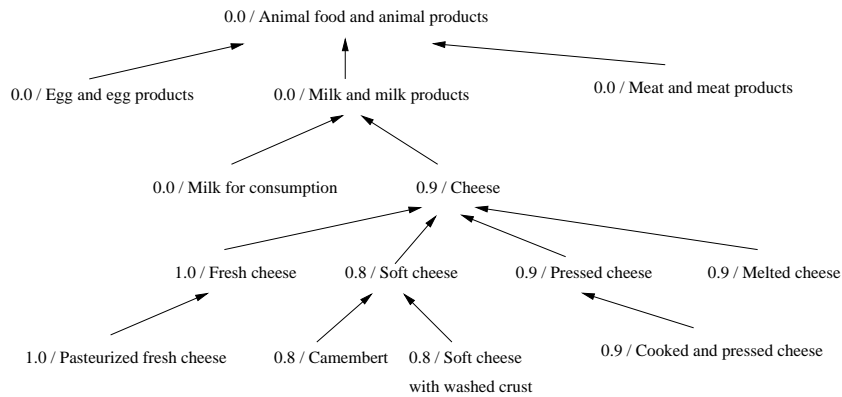 0.0 / Animal food and animal products
0.0 / Egg and egg products
0.0 / Milk and milk products
0.0 / Meat and meat products
0.0 / Milk for consumption
0.9 / Cheese
1.0 / Fresh cheese
0.8 / Soft cheese
0.9 / Pressed cheese
0.9 / Melted cheese
1.0 / Pasteurized fresh cheese
0.8 / Camembert
0.8 / Soft cheese
with washed crust
0.9 / Cooked and pressed cheese